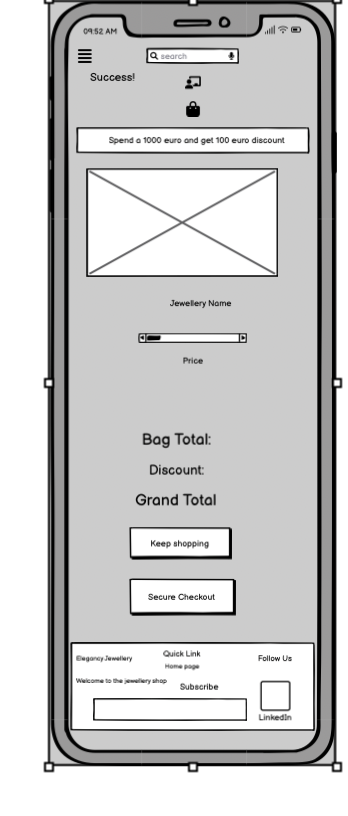 09:52 AM
search
Success!
Spend a 1000 euro and get 100 euro discount
Jewellery Name
Price
Bag Total:
Discount:
Grand Total
Keep shopping
Secure Checkout
Elegancy Jewellery
Quick Link
Follow Us
Home page
Welcome to the jewellery shop
Subscribe
LinkedIn